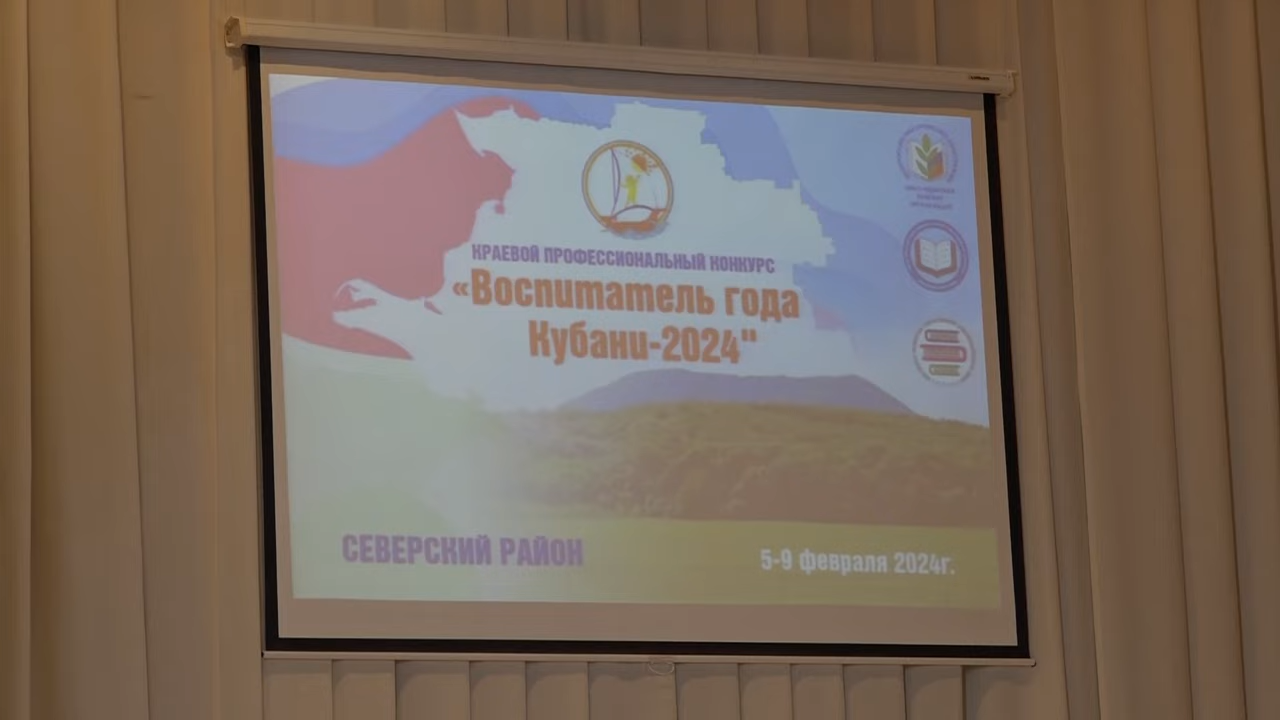 КРАЕВОЙ ПРОФЕССИОНАЛЬНЫЙ КОНКУРС
«Воспитатель года
Кубани-2024"
СЕВЕРСКИЙ РАЙОН
5-9 февраля 2024г.